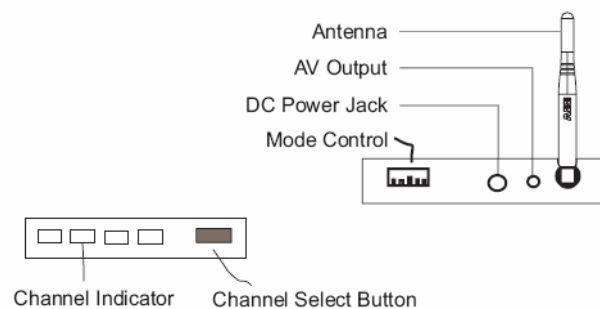 Antenna
AV Output
DC Power Jack
Mode Control
Channel Indicator
Channel Select Button